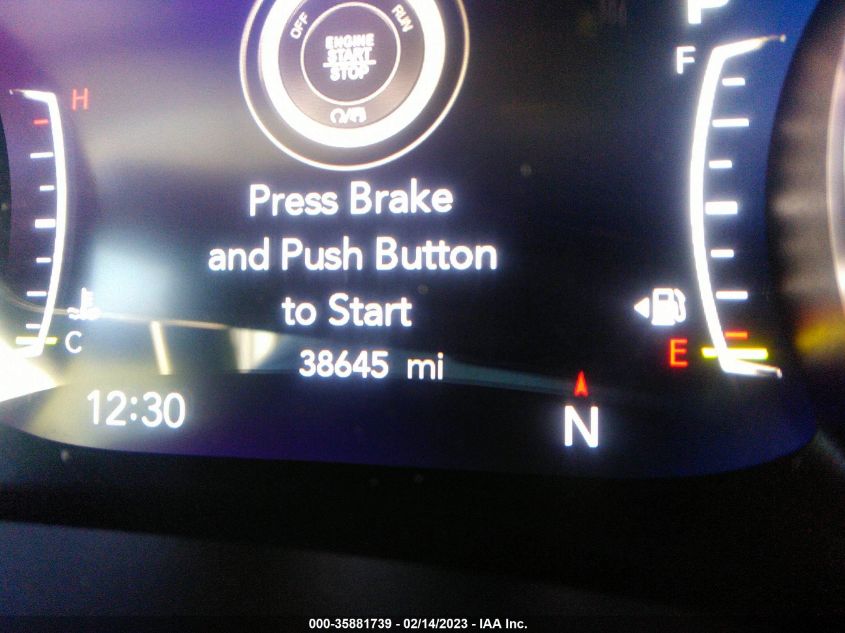 P
OFF
RUN
ENGINE
START
STOP
F
H
Press Brake
and Push Button
to Start
C
E
38645 mi
12:30
N
000-35881739 - 02/14/2023 - IAA Inc.